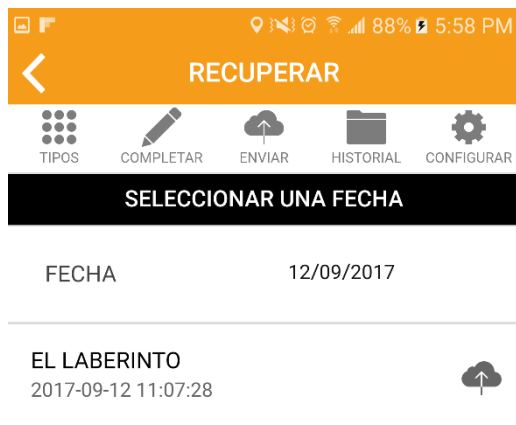 88% 5:58 PM
RECUPERAR
TIPOS COMPLETAR ENVIAR HISTORIAL CONFIGURAR
SELECCIONAR UNA FECHA
FECHA 12/09/2017
EL LABERINTO
2017-09-12 11:07:28